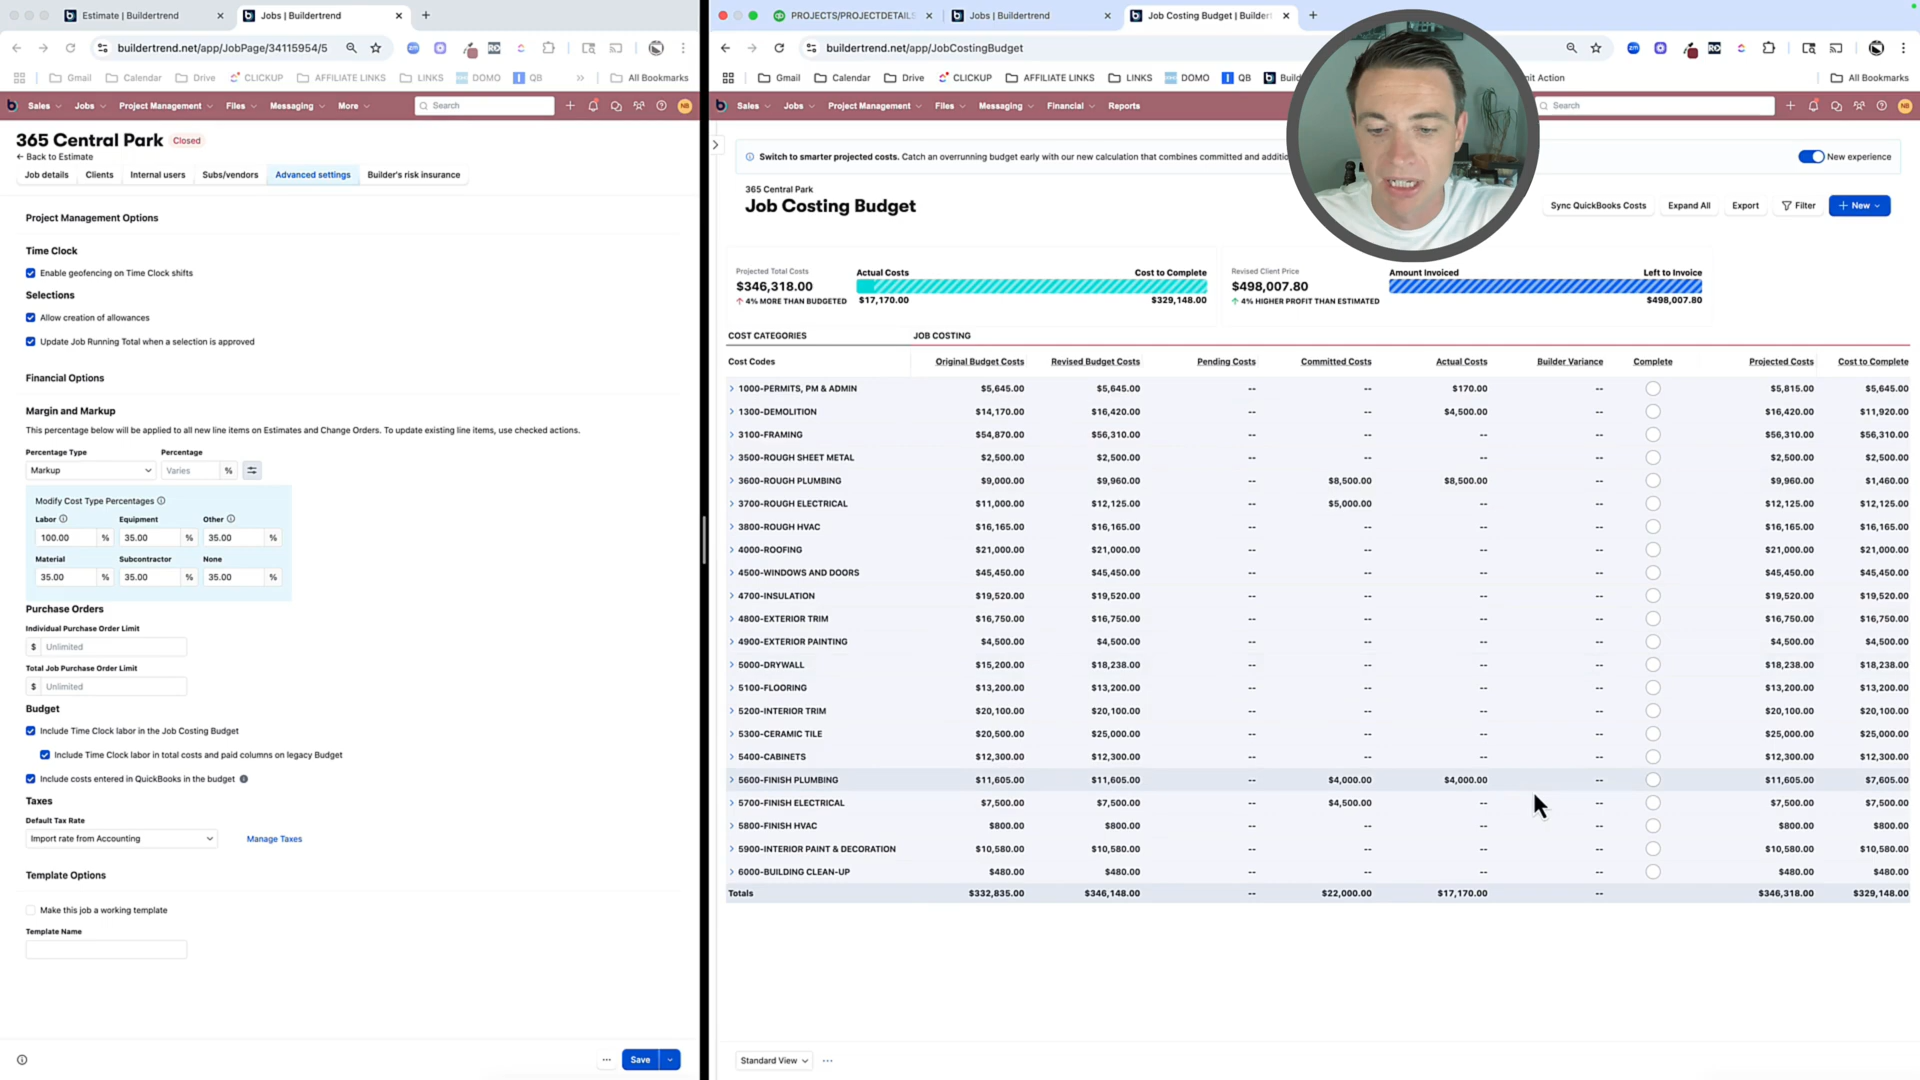 Estimate | Buildertrend
Jobs | Buildertrend
buildertrend.net/app/JobPage/34115954/5
Gmail Calendar Drive CLICKUP AFFILIATE LINKS LINKS DOMO QB All Bookmarks
Sales Jobs Project Management Files Messaging More Search NB
365 Central Park Closed
Back to Estimate
Job details Clients Internal users Subs/vendors Advanced settings Builder's risk insurance
Project Management Options
Time Clock
Enable geofencing on Time Clock shifts
Selections
Allow creation of allowances
Update Job Running Total when a selection is approved
Financial Options
Margin and Markup
This percentage below will be applied to all new line items on Estimates and Change Orders. To update existing line items, use checked actions.
Percentage Type Percentage
Markup Varies %
Modify Cost Type Percentages
Labor Equipment Other
100.00 % 35.00 % 35.00 %
Material Subcontractor None
35.00 % 35.00 % 35.00 %
Purchase Orders
Individual Purchase Order Limit
$ Unlimited
Total Job Purchase Order Limit
$ Unlimited
Budget
Include Time Clock labor in the Job Costing Budget
Include Time Clock labor in total costs and paid columns on legacy Budget
Include costs entered in QuickBooks in the budget
Taxes
Default Tax Rate
Import rate from Accounting Manage Taxes
Template Options
Make this job a working template
Template Name
Save
PROJECTS/PROJECTDETAILS
Jobs | Buildertrend
Job Costing Budget | Builder
buildertrend.net/app/JobCostingBudget
Gmail Calendar Drive CLICKUP AFFILIATE LINKS LINKS DOMO QB mit Action All Bookmarks
Sales Jobs Project Management Files Messaging Financial Reports Search NB
Switch to smarter projected costs. Catch an overrunning budget early with our new calculation that combines committed and New experience
365 Central Park
Job Costing Budget
Sync QuickBooks Costs Expand All Export Filter + New
Projected Total Costs Actual Costs Cost to Complete Revised Client Price Amount Invoiced Left to Invoice
$346,318.00 $498,007.80
4% MORE THAN BUDGETED $17,170.00 $329,148.00 4% HIGHER PROFIT THAN ESTIMATED $498,007.80
COST CATEGORIES JOB COSTING
Cost Codes Original Budget Costs Revised Budget Costs Pending Costs Committed Costs Actual Costs Builder Variance Complete Projected Costs Cost to Complete
1000-PERMITS, PM & ADMIN $5,645.00 $5,645.00 -- -- $170.00 -- $5,815.00 $5,645.00
1300-DEMOLITION $14,170.00 $16,420.00 -- -- $4,500.00 -- $16,420.00 $11,920.00
3100-FRAMING $54,870.00 $56,310.00 -- -- -- -- $56,310.00 $56,310.00
3500-ROUGH SHEET METAL $2,500.00 $2,500.00 -- -- -- -- $2,500.00 $2,500.00
3600-ROUGH PLUMBING $9,000.00 $9,960.00 -- $8,500.00 $8,500.00 -- $9,960.00 $1,460.00
3700-ROUGH ELECTRICAL $11,000.00 $12,125.00 -- $5,000.00 -- -- $12,125.00 $12,125.00
3800-ROUGH HVAC $16,165.00 $16,165.00 -- -- -- -- $16,165.00 $16,165.00
4000-ROOFING $21,000.00 $21,000.00 -- -- -- -- $21,000.00 $21,000.00
4500-WINDOWS AND DOORS $45,450.00 $45,450.00 -- -- -- -- $45,450.00 $45,450.00
4700-INSULATION $19,520.00 $19,520.00 -- -- -- -- $19,520.00 $19,520.00
4800-EXTERIOR TRIM $16,750.00 $16,750.00 -- -- -- -- $16,750.00 $16,750.00
4900-EXTERIOR PAINTING $4,500.00 $4,500.00 -- -- -- -- $4,500.00 $4,500.00
5000-DRYWALL $15,200.00 $18,238.00 -- -- -- -- $18,238.00 $18,238.00
5100-FLOORING $13,200.00 $13,200.00 -- -- -- -- $13,200.00 $13,200.00
5200-INTERIOR TRIM $20,100.00 $20,100.00 -- -- -- -- $20,100.00 $20,100.00
5300-CERAMIC TILE $20,500.00 $25,000.00 -- -- -- -- $25,000.00 $25,000.00
5400-CABINETS $12,300.00 $12,300.00 -- -- -- -- $12,300.00 $12,300.00
5600-FINISH PLUMBING $11,605.00 $11,605.00 -- $4,000.00 $4,000.00 -- $11,605.00 $7,605.00
5700-FINISH ELECTRICAL $7,500.00 $7,500.00 -- $4,500.00 -- -- $7,500.00 $7,500.00
5800-FINISH HVAC $800.00 $800.00 -- -- -- -- $800.00 $800.00
5900-INTERIOR PAINT & DECORATION $10,580.00 $10,580.00 -- -- -- -- $10,580.00 $10,580.00
6000-BUILDING CLEAN-UP $480.00 $480.00 -- -- -- -- $480.00 $480.00
Totals $332,835.00 $346,148.00 -- $22,000.00 $17,170.00 -- $346,318.00 $329,148.00
Standard View